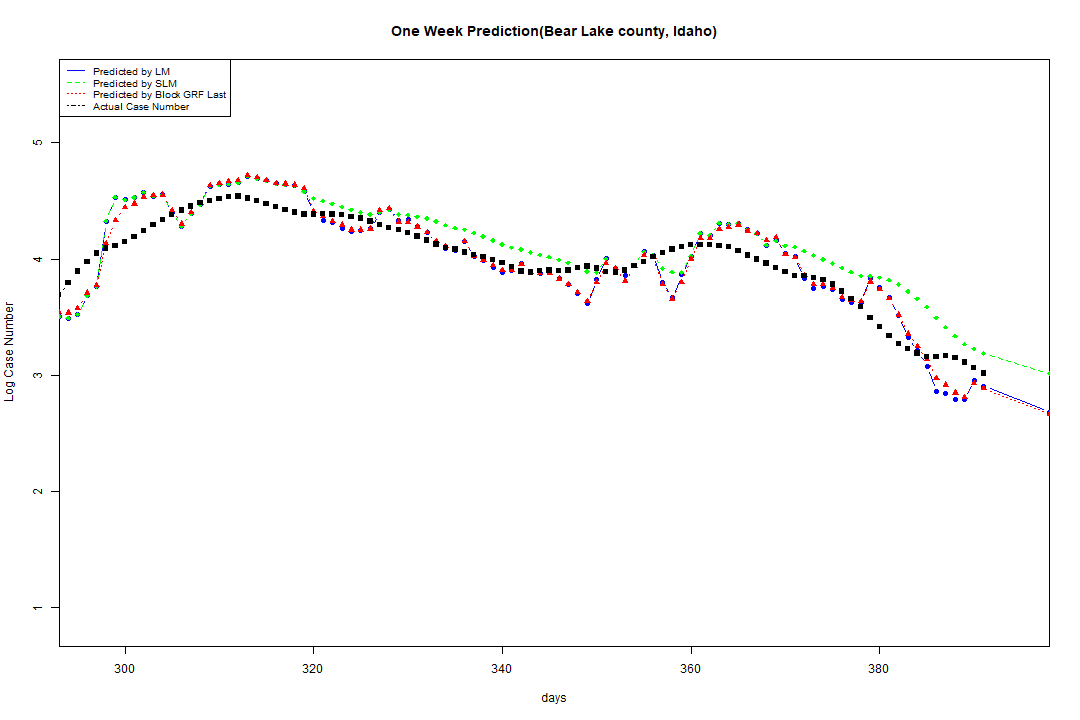 One Week Prediction(Bear Lake county, Idaho)
Predicted by LM
Predicted by SLM
Predicted by Block GRF Last
Actual Case Number
5
4
3
2
1
Log Case Number
300 320 340 360 380
days